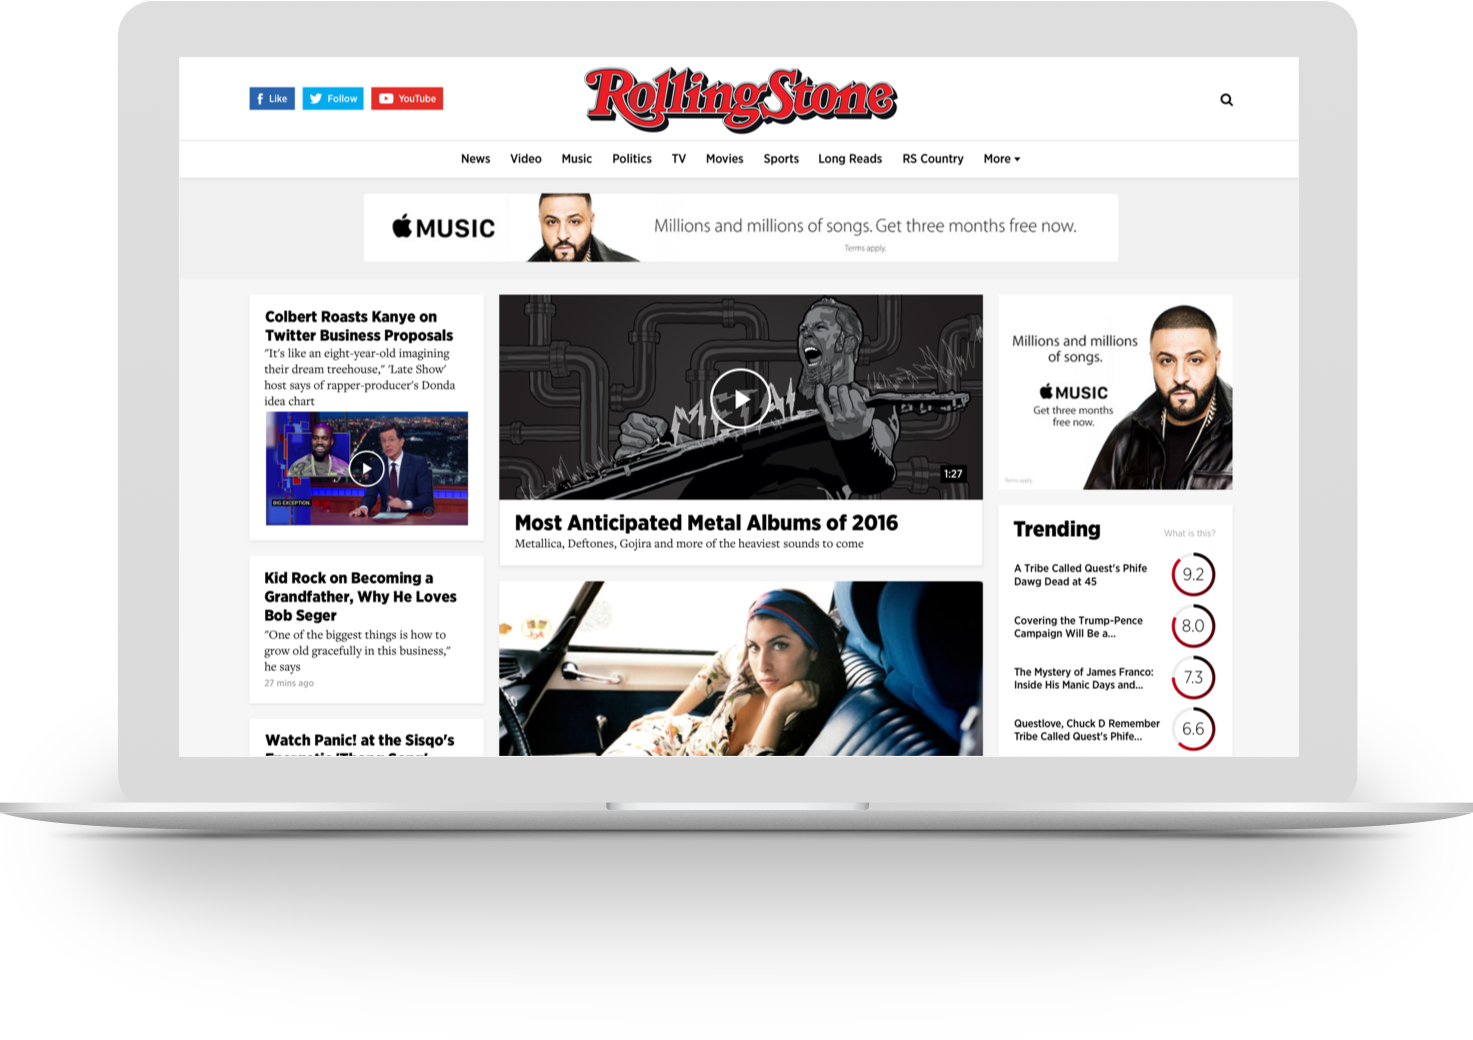 Like Follow YouTube
RollingStone
News Video Music Politics TV Movies Sports Long Reads RS Country More
MUSIC
Millions and millions of songs. Get three months free now.
Terms apply.
Colbert Roasts Kanye on
Twitter Business Proposals
"It's like an eight-year-old imagining
their dream treehouse," 'Late Show'
host says of rapper-producer's Donda
idea chart
BIG EXCEPTION
Kid Rock on Becoming a
Grandfather, Why He Loves
Bob Seger
"One of the biggest things is how to
grow old gracefully in this business,"
he says
27 mins ago
Watch Panic! at the Sisqo's
Energetic 'Thong Song'
1:27
Most Anticipated Metal Albums of 2016
Metallica, Deftones, Gojira and more of the heaviest sounds to come
Millions and millions
of songs.
MUSIC
Get three months
free now.
Terms apply.
Trending
What is this?
A Tribe Called Quest's Phife
Dawg Dead at 45
9.2
Covering the Trump-Pence
Campaign Will Be a...
8.0
The Mystery of James Franco:
Inside His Manic Days and...
7.3
Questlove, Chuck D Remember
Tribe Called Quest's Phife...
6.6